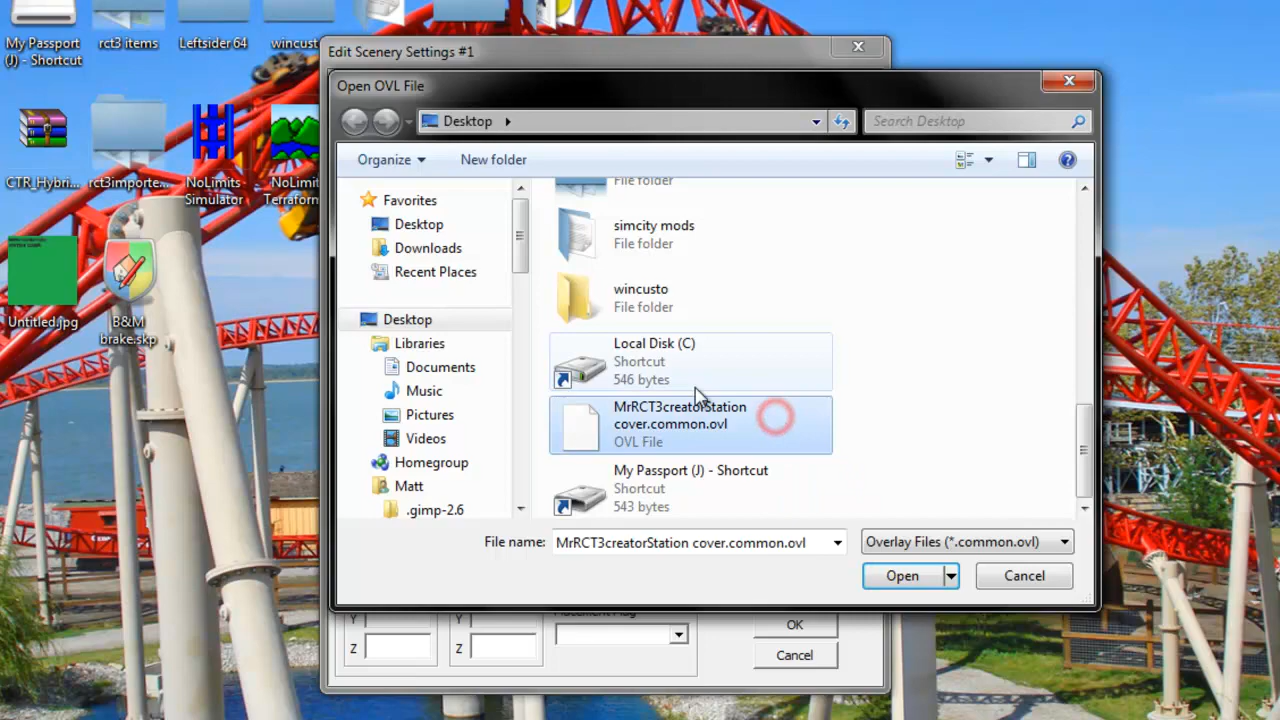 My Passport
(J) - Shortcut
rct3 items
Leftsider 64
wincust
CTR_Hybri...
rct3importe...
NoLimits
Simulator
NoLimit
Terraform
Untitled.jpg
B&M
brake.skp
Edit Scenery Settings #1
Open OVL File
Desktop
Search Desktop
Organize
New folder
Favorites
Desktop
Downloads
Recent Places
Desktop
Libraries
Documents
Music
Pictures
Videos
Homegroup
Matt
.gimp-2.6
File folder
simcity mods
File folder
wincusto
File folder
Local Disk (C)
Shortcut
546 bytes
MrRCT3creatorStation
cover.common.ovl
OVL File
My Passport (J) - Shortcut
Shortcut
543 bytes
File name:
MrRCT3creatorStation cover.common.ovl
Overlay Files (*.common.ovl)
Open
Cancel
Y
Y
Z
Z
OK
Cancel